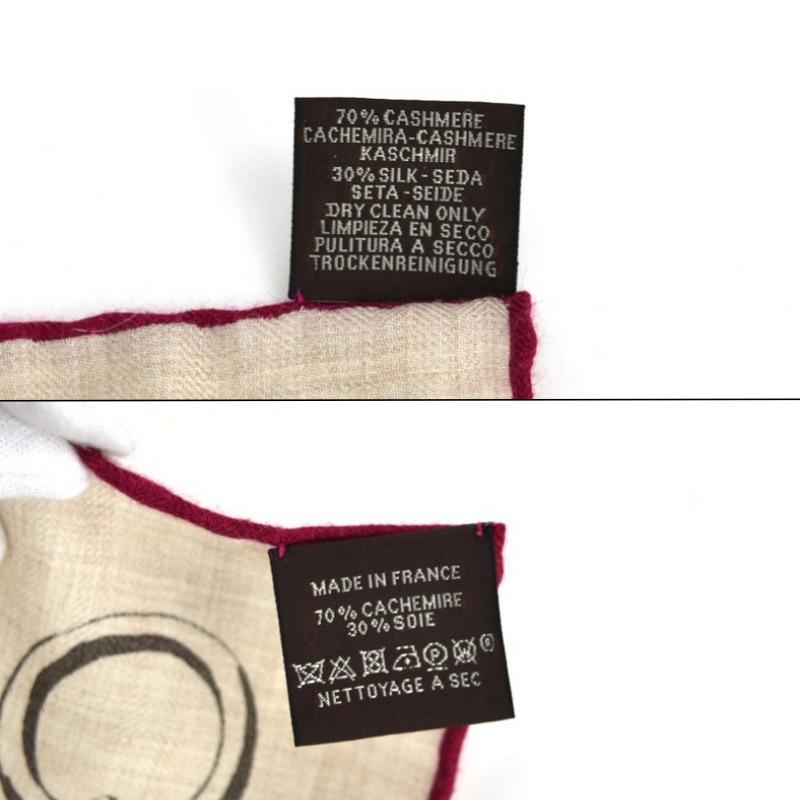 70% CASHMERE
CACHEMIRA-CASHMERE
KASCHMIR
30% SILK-SEDA
SETA-SEIDE
DRY CLEAN ONLY
LIMPIEZA EN SECO
PULITURA A SECCO
TROCKENREINIGUNG
MADE IN FRANCE
70% CACHEMIRE
30% SOIE
P W ®
NETTOYAGE A SEC